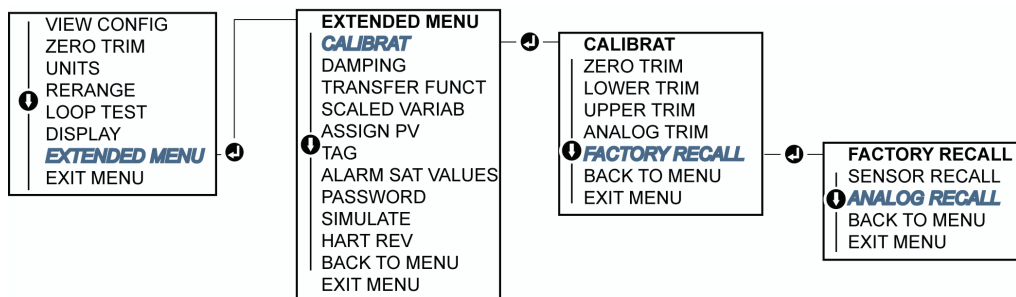 VIEW CONFIG
ZERO TRIM
UNITS
RERANGE
LOOP TEST
DISPLAY
EXTENDED MENU
EXIT MENU
EXTENDED MENU
CALIBRAT
DAMPING
TRANSFER FUNCT
SCALED VARIAB
ASSIGN PV
TAG
ALARM SAT VALUES
PASSWORD
SIMULATE
HART REV
BACK TO MENU
EXIT MENU
CALIBRAT
ZERO TRIM
LOWER TRIM
UPPER TRIM
ANALOG TRIM
FACTORY RECALL
BACK TO MENU
EXIT MENU
FACTORY RECALL
SENSOR RECALL
ANALOG RECALL
BACK TO MENU
EXIT MENU